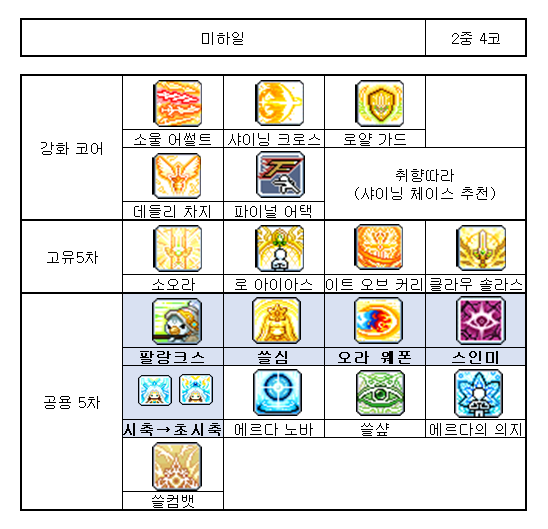 미하일 2중 4코
강화 코어
소울 어썰트 샤이닝 크로스 로얄 가드
데들리 차지 파이널 어택
취향따라
(샤이닝 체이스 추천)
고유5차
소오라 로 아이아스 이트 오브 커리 클라우 솔라스
공용 5차
팔랑크스 쓸심 오라 웨폰 스인미
시축→초시축 에르다 노바 쓸샾 에르다의 의지
쓸컴뱃